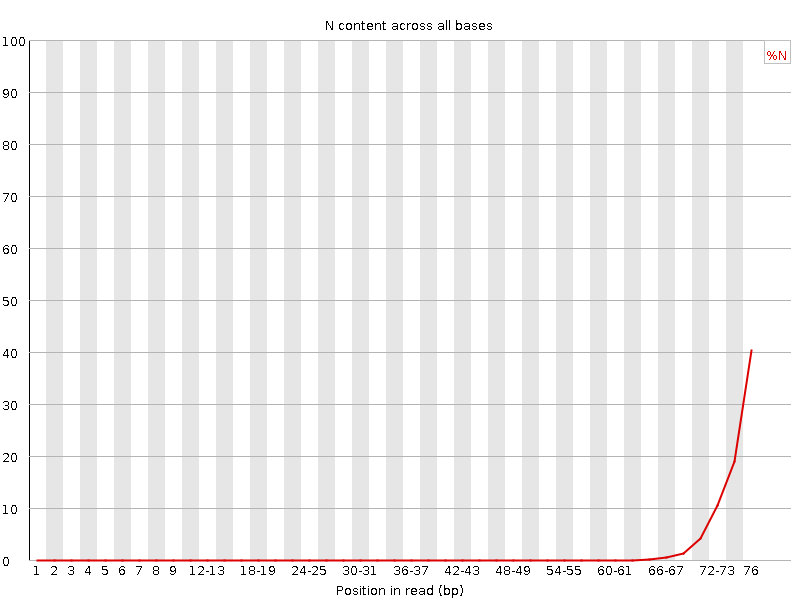 N content across all bases
%N
100
90
80
70
60
50
40
30
20
10
0
1 2 3 4 5 6 7 8 9 12-13 18-19 24-25 30-31 36-37 42-43 48-49 54-55 60-61 66-67 72-73 76
Position in read (bp)